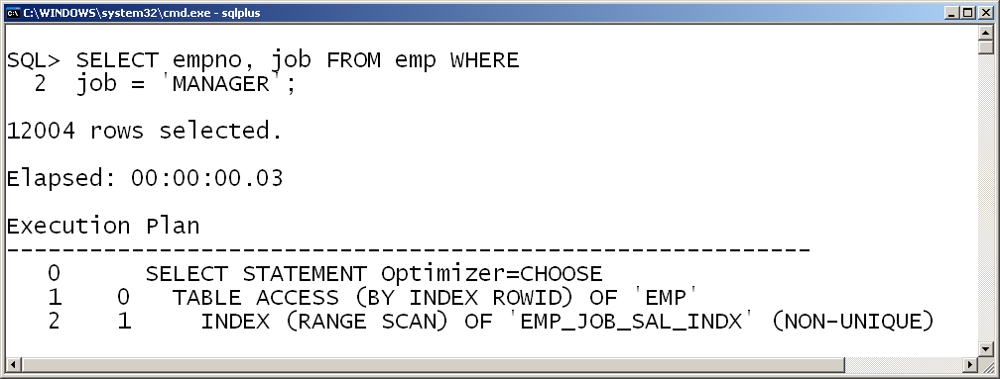 C:\WINDOWS\system32\cmd.exe - sqlplus
SQL> SELECT empno, job FROM emp WHERE
  2  job = 'MANAGER';
12004 rows selected.
Elapsed: 00:00:00.03
Execution Plan
----------------------------------------------------------
   0      SELECT STATEMENT Optimizer=CHOOSE
   1    0   TABLE ACCESS (BY INDEX ROWID) OF 'EMP'
   2    1     INDEX (RANGE SCAN) OF 'EMP_JOB_SAL_INDX' (NON-UNIQUE)